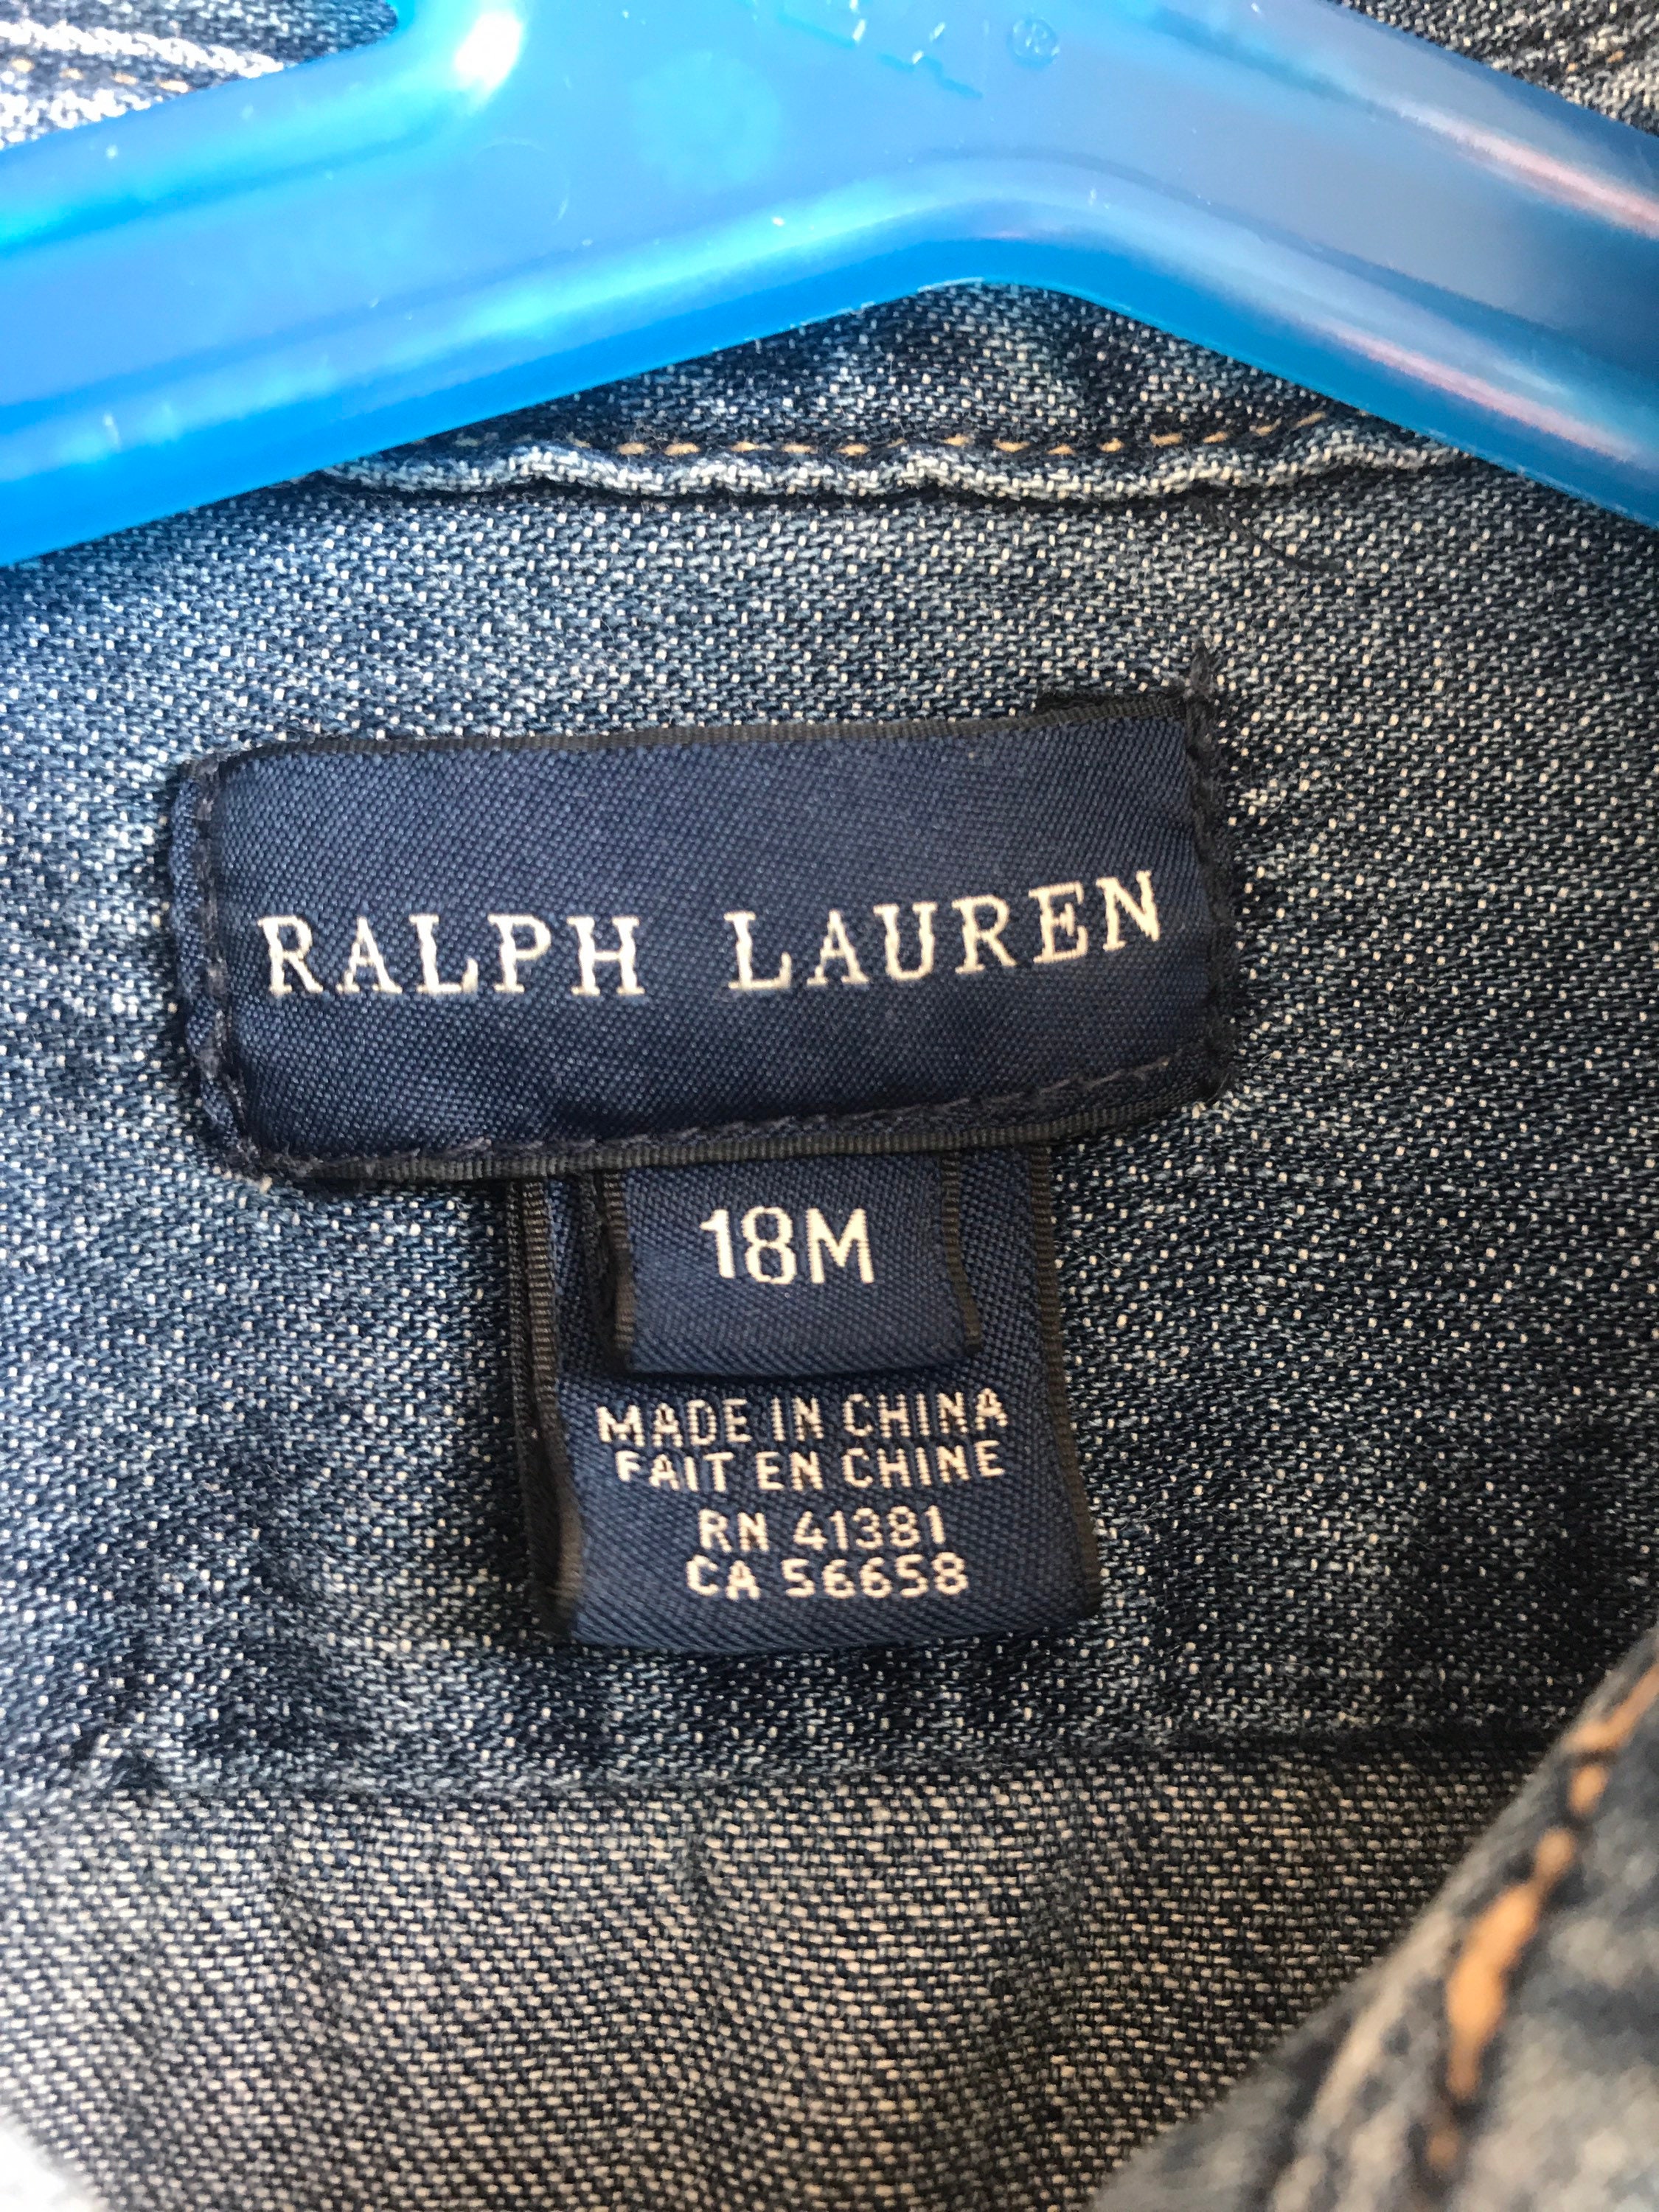 ®
RALPH LAUREN
18M
MADE IN CHINA
FAIT EN CHINE
RN 41381
CA 56658